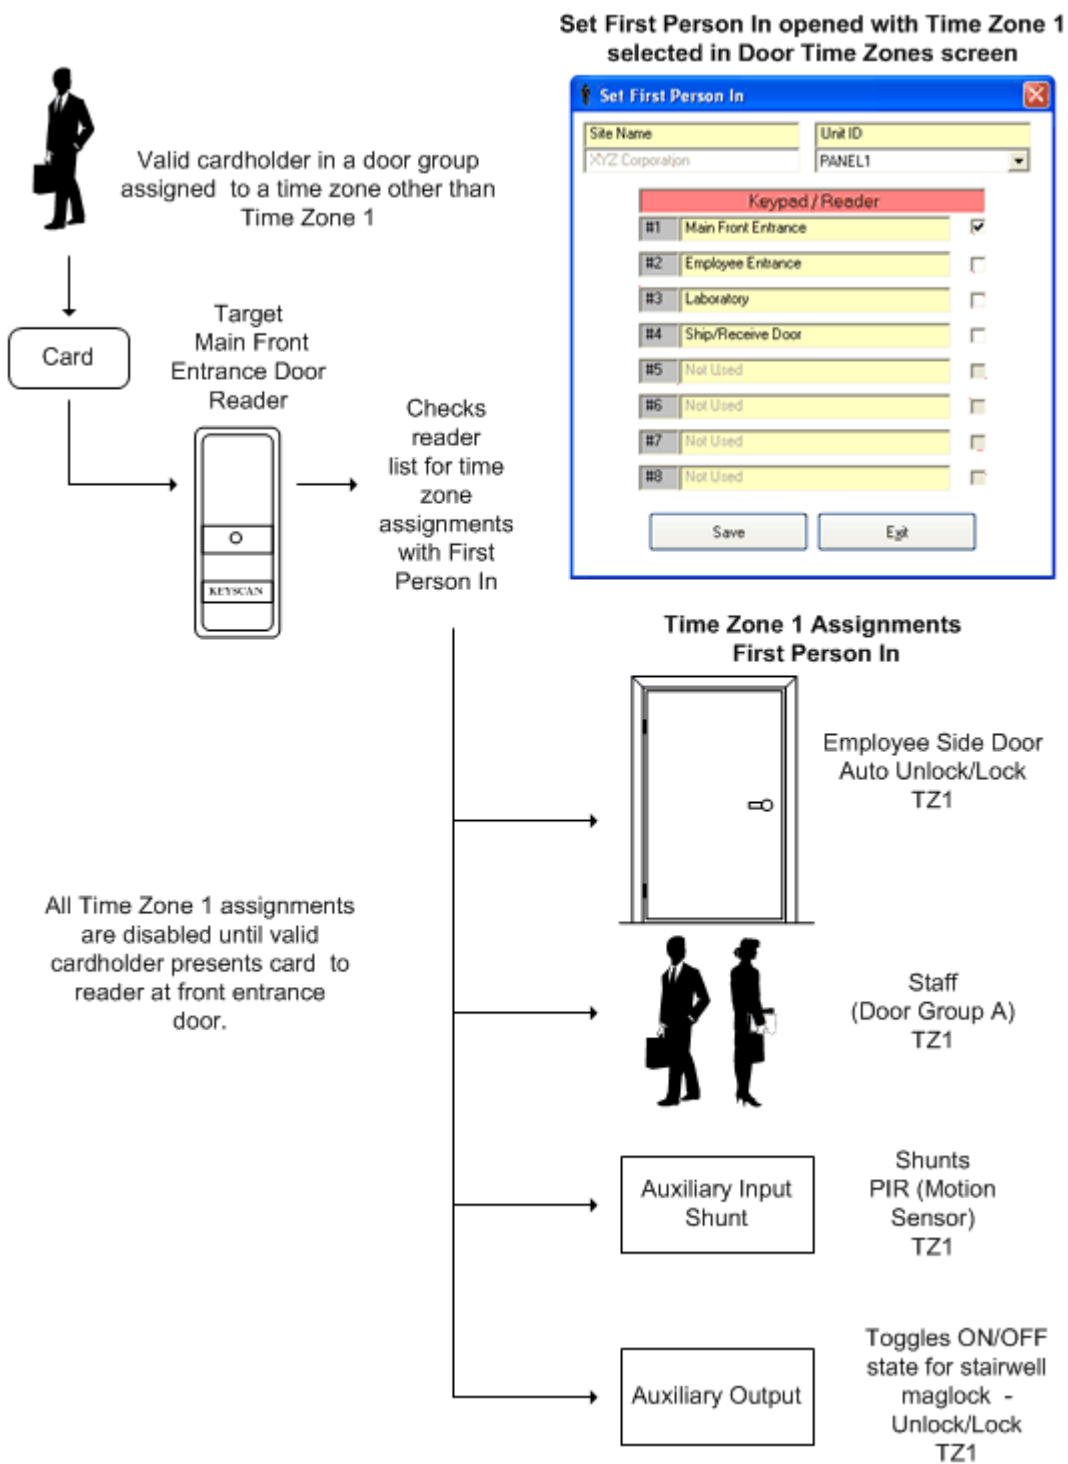 Set First Person In opened with Time Zone 1
selected in Door Time Zones screen
Set First Person In
Site Name
Unit ID
XYZ Corporation
PANEL1
Keypad / Reader
#1 Main Front Entrance
#2 Employee Entrance
#3 Laboratory
#4 Ship/Receive Door
#5 Not Used
#6 Not Used
#7 Not Used
#8 Not Used
Save
Exit
Valid cardholder in a door group
assigned to a time zone other than
Time Zone 1
Card
Target
Main Front
Entrance Door
Reader
KEYSCAN
Checks
reader
list for time
zone
assignments
with First
Person In
Time Zone 1 Assignments
First Person In
Employee Side Door
Auto Unlock/Lock
TZ1
All Time Zone 1 assignments
are disabled until valid
cardholder presents card to
reader at front entrance
door.
Staff
(Door Group A)
TZ1
Auxiliary Input
Shunt
Shunts
PIR (Motion
Sensor)
TZ1
Auxiliary Output
Toggles ON/OFF
state for stairwell
maglock -
Unlock/Lock
TZ1